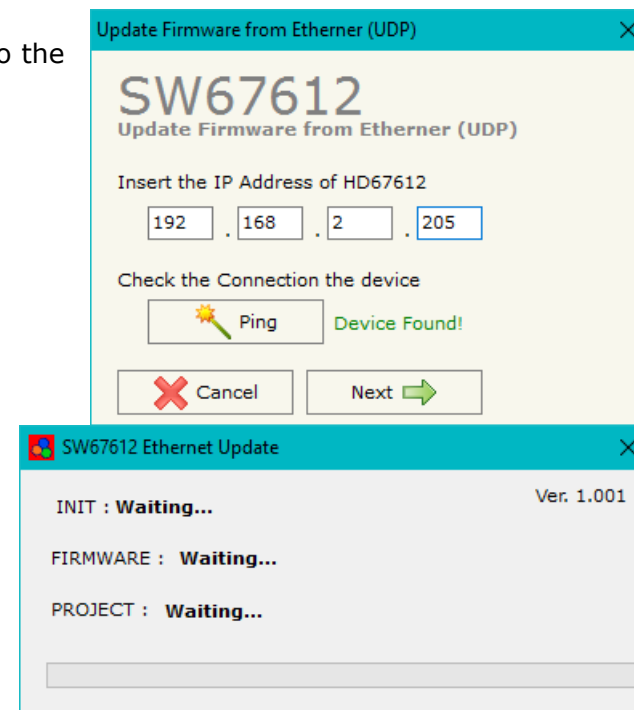 o the
Update Firmware from Etherner (UDP)
SW67612
Update Firmware from Etherner (UDP)
Insert the IP Address of HD67612
192 . 168 . 2 . 205
Check the Connection the device
Ping Device Found!
Cancel Next
SW67612 Ethernet Update
Ver. 1.001
INIT : Waiting...
FIRMWARE : Waiting...
PROJECT : Waiting...